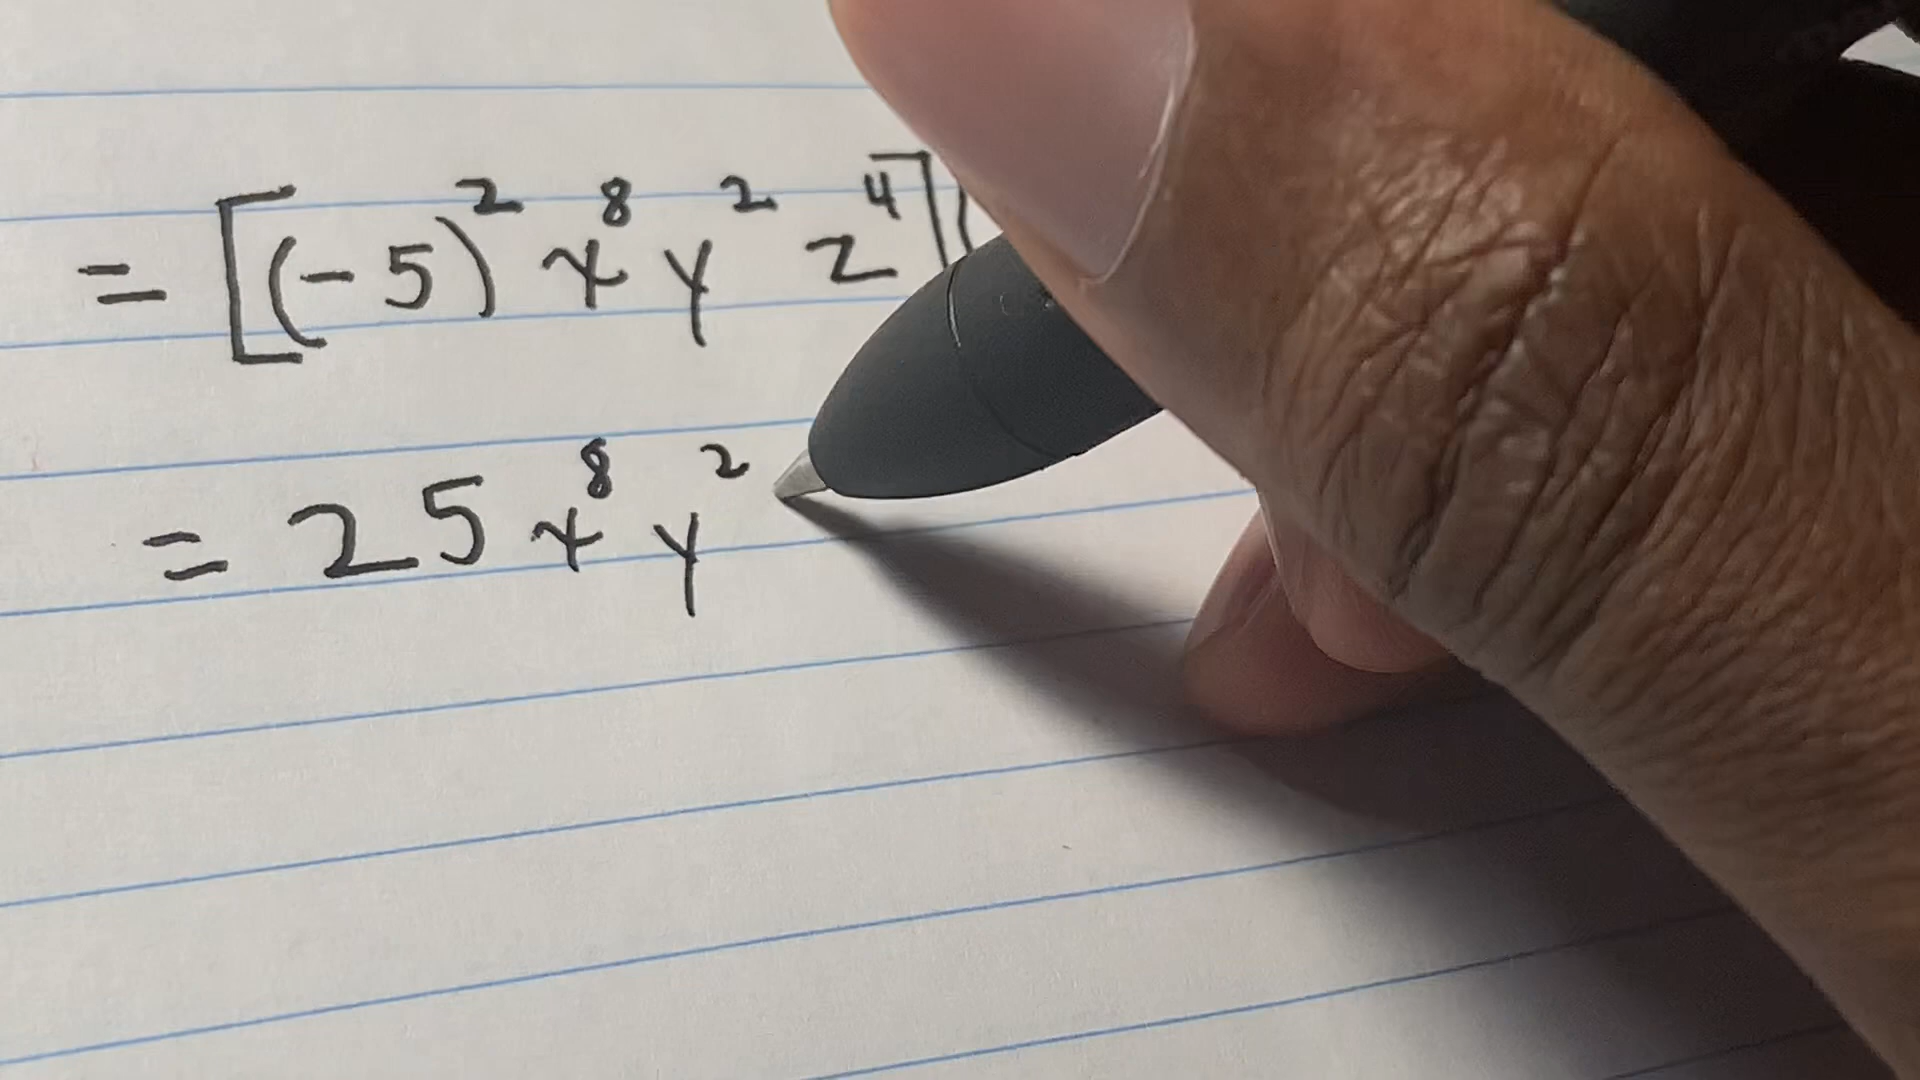 = [(-5)² x⁸ y² z⁴](
= 25 x⁸ y²